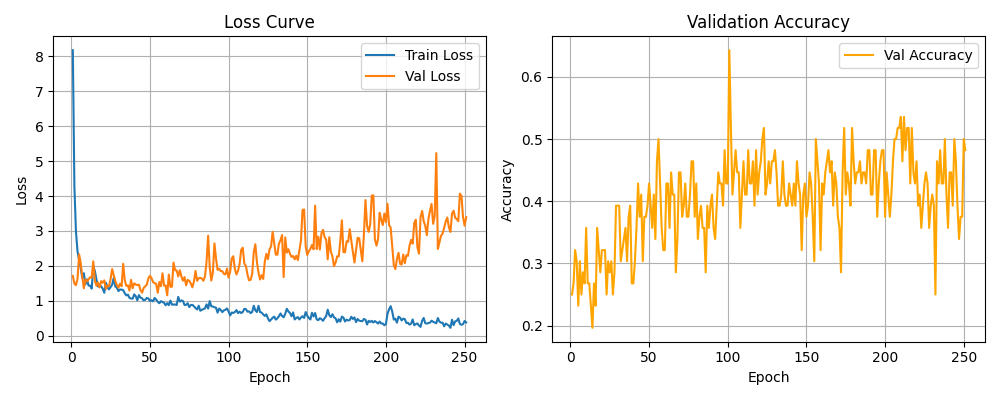 Loss Curve
Loss
8
7
6
5
4
3
2
1
0
Train Loss
Val Loss
0
50
100
150
200
250
Epoch
Validation Accuracy
Accuracy
0.6
0.5
0.4
0.3
0.2
Val Accuracy
0
50
100
150
200
250
Epoch